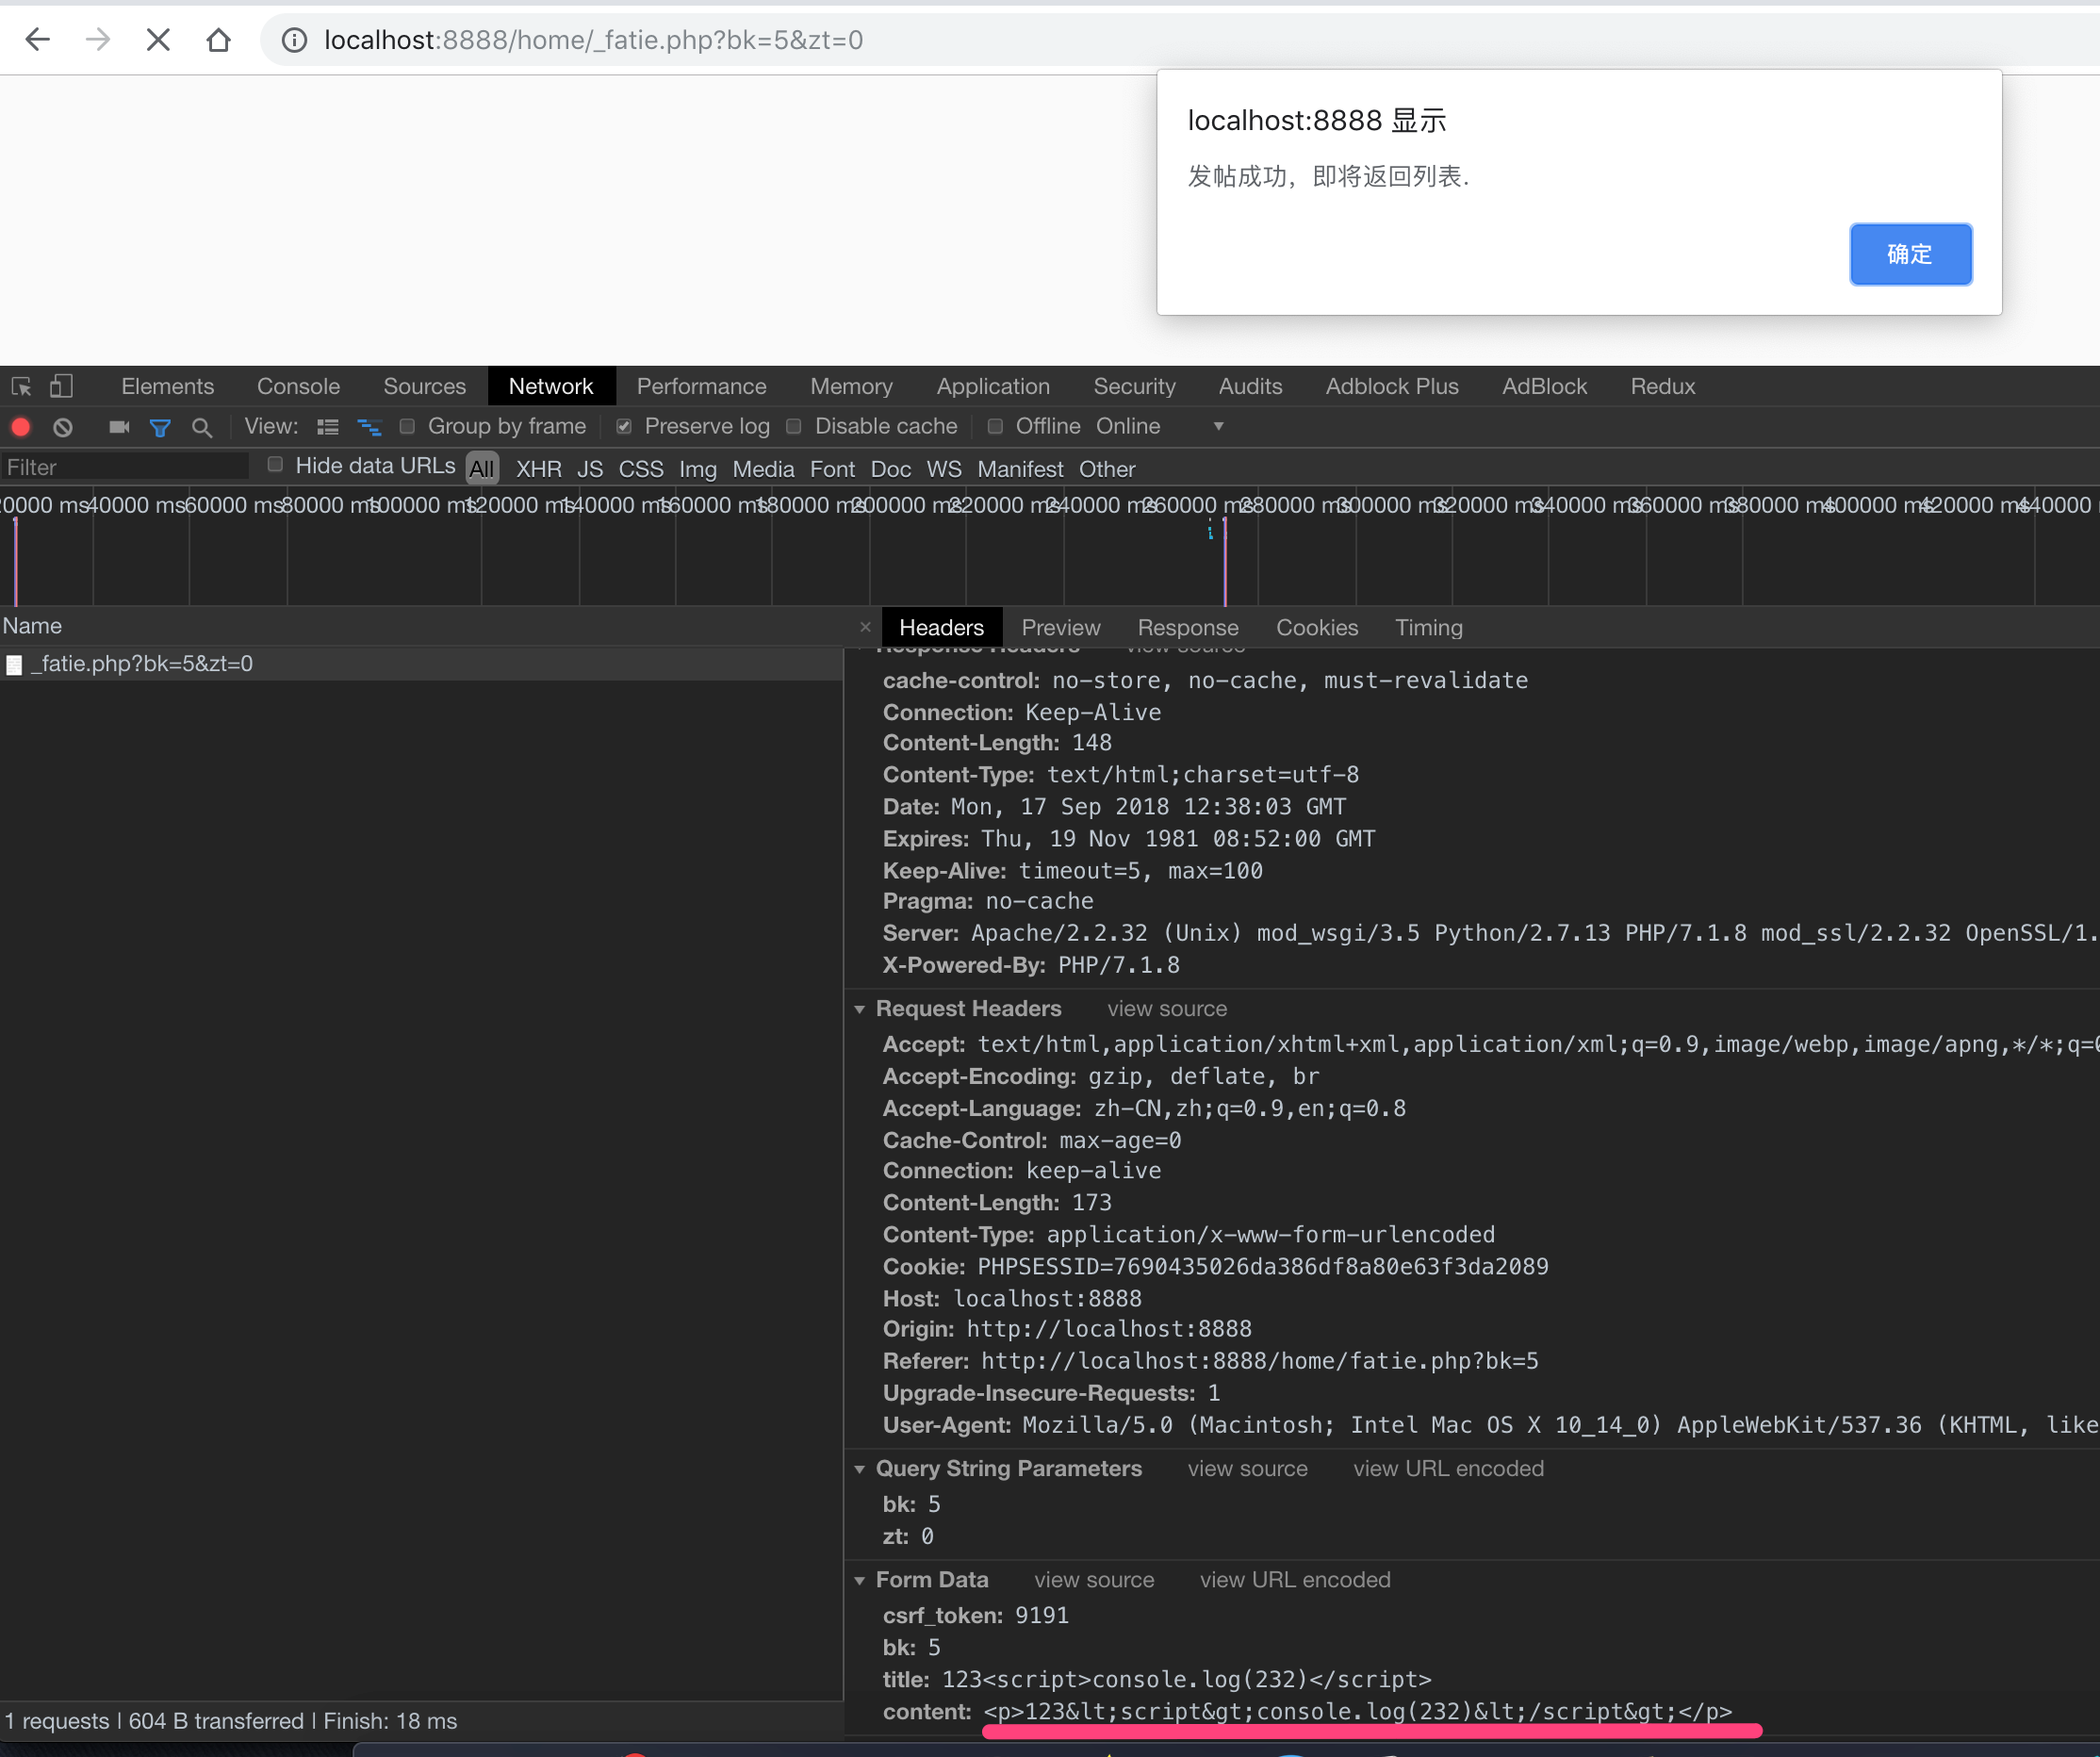 localhost:8888/home/_fatie.php?bk=5&zt=0
localhost:8888 显示
发帖成功，即将返回列表.
确定
Elements Console Sources Network Performance Memory Application Security Audits Adblock Plus AdBlock Redux
View: Group by frame Preserve log Disable cache Offline Online
Filter Hide data URLs All XHR JS CSS Img Media Font Doc WS Manifest Other
20000 ms 40000 ms 60000 ms 80000 ms 100000 ms 120000 ms 140000 ms 160000 ms 180000 ms 200000 ms 220000 ms 240000 ms 260000 ms 280000 ms 300000 ms 320000 ms 340000 ms 360000 ms 380000 ms 400000 ms 420000 ms 440000
Name
Headers Preview Response Cookies Timing
_fatie.php?bk=5&zt=0
Response Headers view source
cache-control: no-store, no-cache, must-revalidate
Connection: Keep-Alive
Content-Length: 148
Content-Type: text/html;charset=utf-8
Date: Mon, 17 Sep 2018 12:38:03 GMT
Expires: Thu, 19 Nov 1981 08:52:00 GMT
Keep-Alive: timeout=5, max=100
Pragma: no-cache
Server: Apache/2.2.32 (Unix) mod_wsgi/3.5 Python/2.7.13 PHP/7.1.8 mod_ssl/2.2.32 OpenSSL/1.
X-Powered-By: PHP/7.1.8
Request Headers view source
Accept: text/html,application/xhtml+xml,application/xml;q=0.9,image/webp,image/apng,*/*;q=0
Accept-Encoding: gzip, deflate, br
Accept-Language: zh-CN,zh;q=0.9,en;q=0.8
Cache-Control: max-age=0
Connection: keep-alive
Content-Length: 173
Content-Type: application/x-www-form-urlencoded
Cookie: PHPSESSID=7690435026da386df8a80e63f3da2089
Host: localhost:8888
Origin: http://localhost:8888
Referer: http://localhost:8888/home/fatie.php?bk=5
Upgrade-Insecure-Requests: 1
User-Agent: Mozilla/5.0 (Macintosh; Intel Mac OS X 10_14_0) AppleWebKit/537.36 (KHTML, like
Query String Parameters view source view URL encoded
bk: 5
zt: 0
Form Data view source view URL encoded
csrf_token: 9191
bk: 5
title: 123<script>console.log(232)</script>
content: <p>123&lt;script&gt;console.log(232)&lt;/script&gt;</p>
1 requests | 604 B transferred | Finish: 18 ms